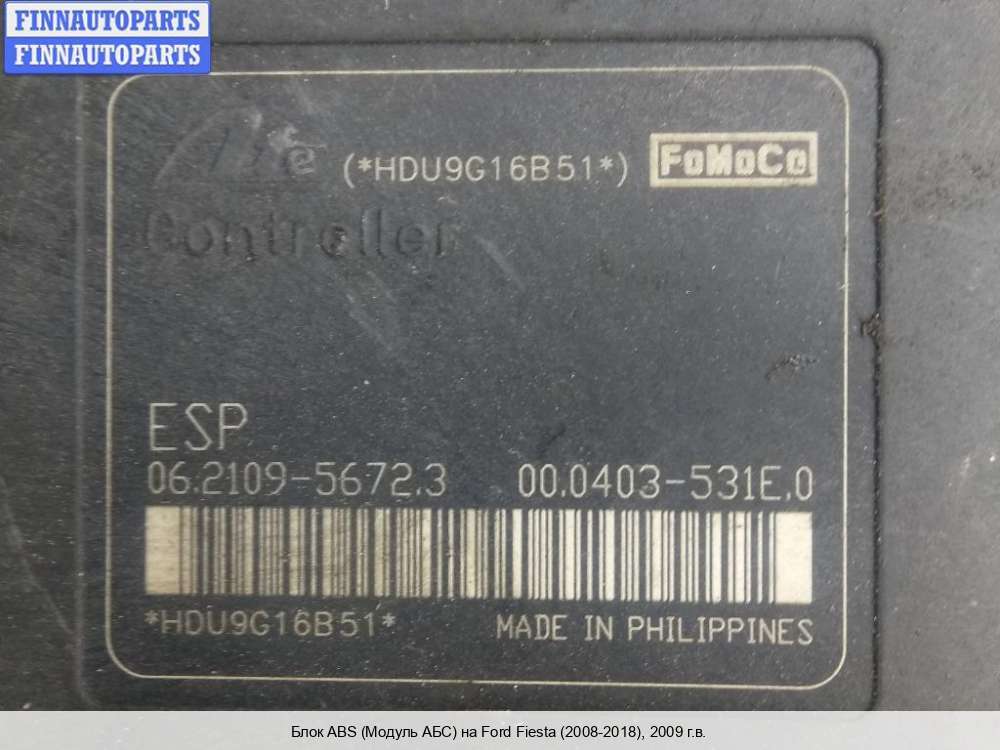 FINNAUTOPARTS
FINNAUTOPARTS
Ate (*HDU9G16B51*) FoMoCo
Controller
ESP
06.2109-5672.3 00.0403-531E.0
*HDU9G16B51* MADE IN PHILIPPINES
Блок ABS (Модуль АБС) на Ford Fiesta (2008-2018), 2009 г.в.